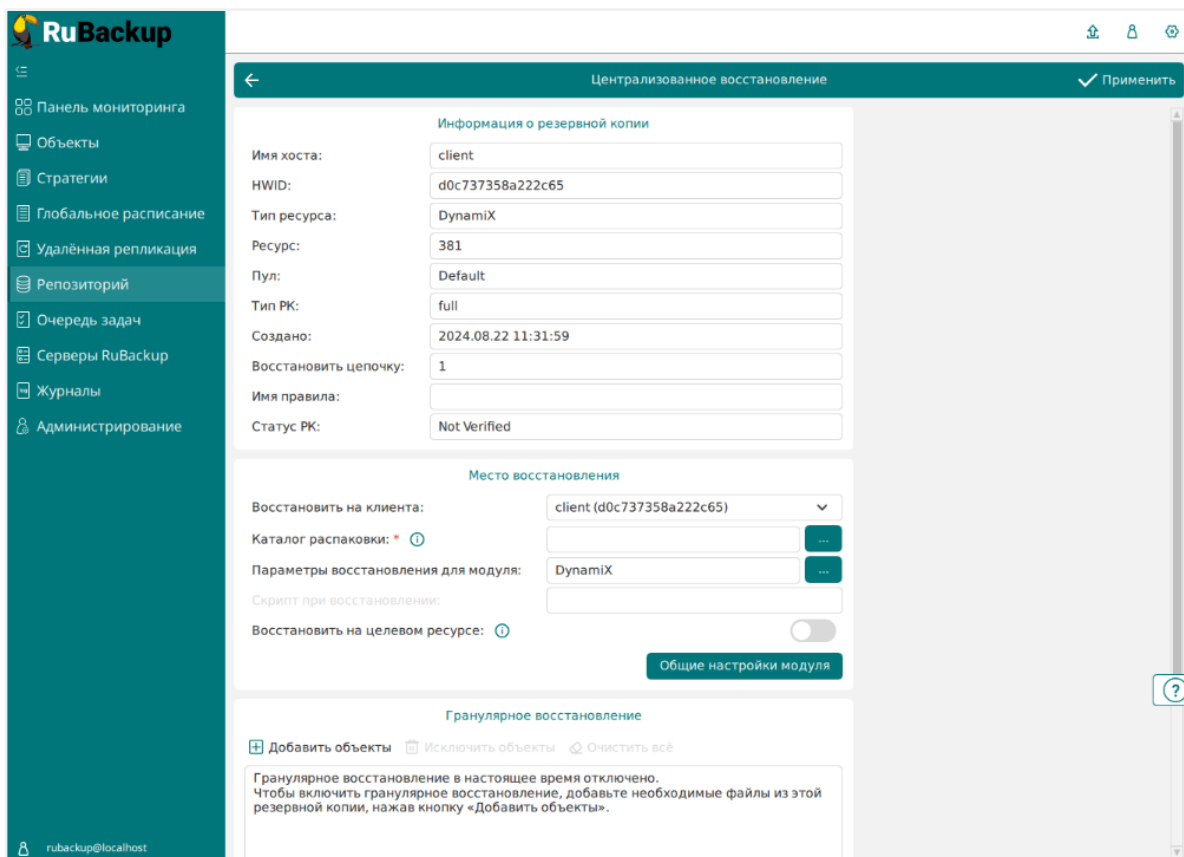 RuBackup
Централизованное восстановление
Применить
Панель мониторинга
Объекты
Стратегии
Глобальное расписание
Удалённая репликация
Репозиторий
Очередь задач
Серверы RuBackup
Журналы
Администрирование
rubackup@localhost
Информация о резервной копии
Имя хоста: client
HWID: d0c737358a222c65
Тип ресурса: DynamiX
Ресурс: 381
Пул: Default
Тип РК: full
Создано: 2024.08.22 11:31:59
Восстановить цепочку: 1
Имя правила:
Статус РК: Not Verified
Место восстановления
Восстановить на клиента: client (d0c737358a222c65)
Каталог распаковки: * ...
Параметры восстановления для модуля: DynamiX ...
Скрипт при восстановлении:
Восстановить на целевом ресурсе:
Общие настройки модуля
Гранулярное восстановление
Добавить объекты Исключить объекты Очистить всё
Гранулярное восстановление в настоящее время отключено.
Чтобы включить гранулярное восстановление, добавьте необходимые файлы из этой
резервной копии, нажав кнопку «Добавить объекты».
?